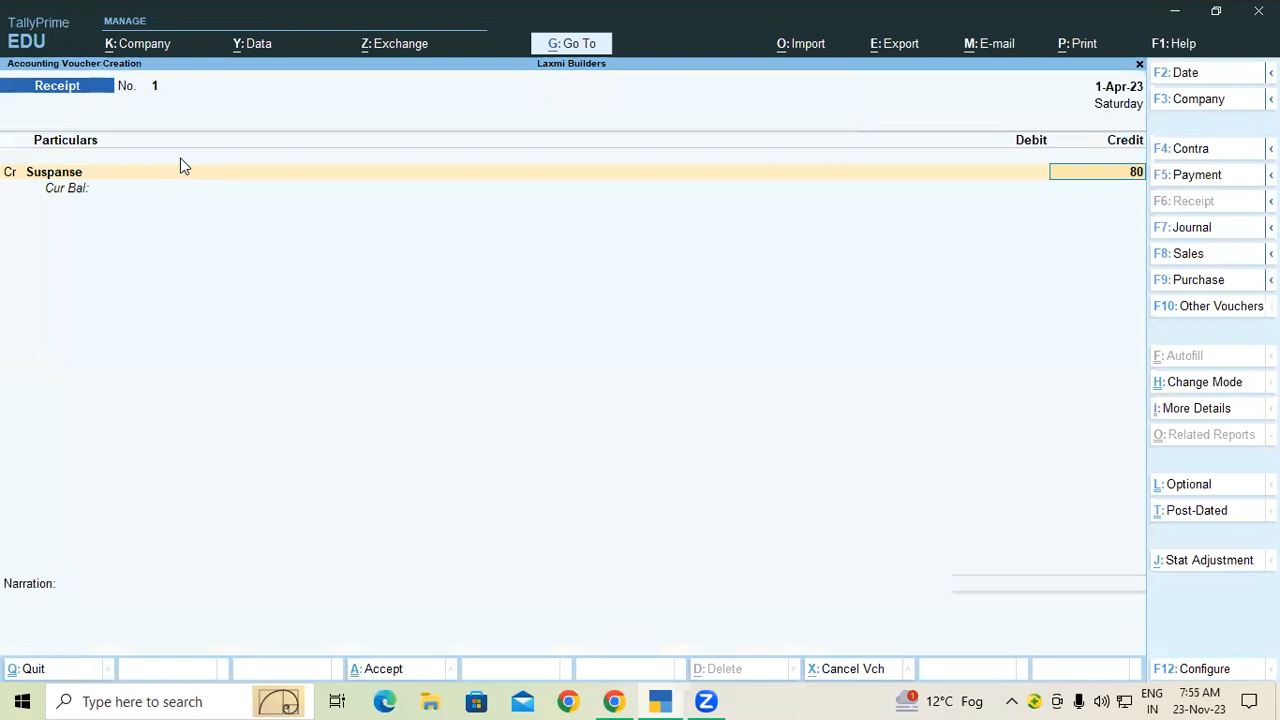 TallyPrime
EDU
MANAGE
K: Company
Y: Data
Z: Exchange
G: Go To
O: Import
E: Export
M: E-mail
P: Print
F1: Help
Accounting Voucher Creation
Laxmi Builders
Receipt No. 1
1-Apr-23
Saturday
Particulars Debit Credit
Cr Suspanse 80
Cur Bal:
Narration:
F2: Date
F3: Company
F4: Contra
F5: Payment
F6: Receipt
F7: Journal
F8: Sales
F9: Purchase
F10: Other Vouchers
F: Autofill
H: Change Mode
I: More Details
O: Related Reports
L: Optional
T: Post-Dated
J: Stat Adjustment
Q: Quit
A: Accept
D: Delete
X: Cancel Vch
F12: Configure
Type here to search
1
12°C Fog
ENG
IN
7:55 AM
23-Nov-23